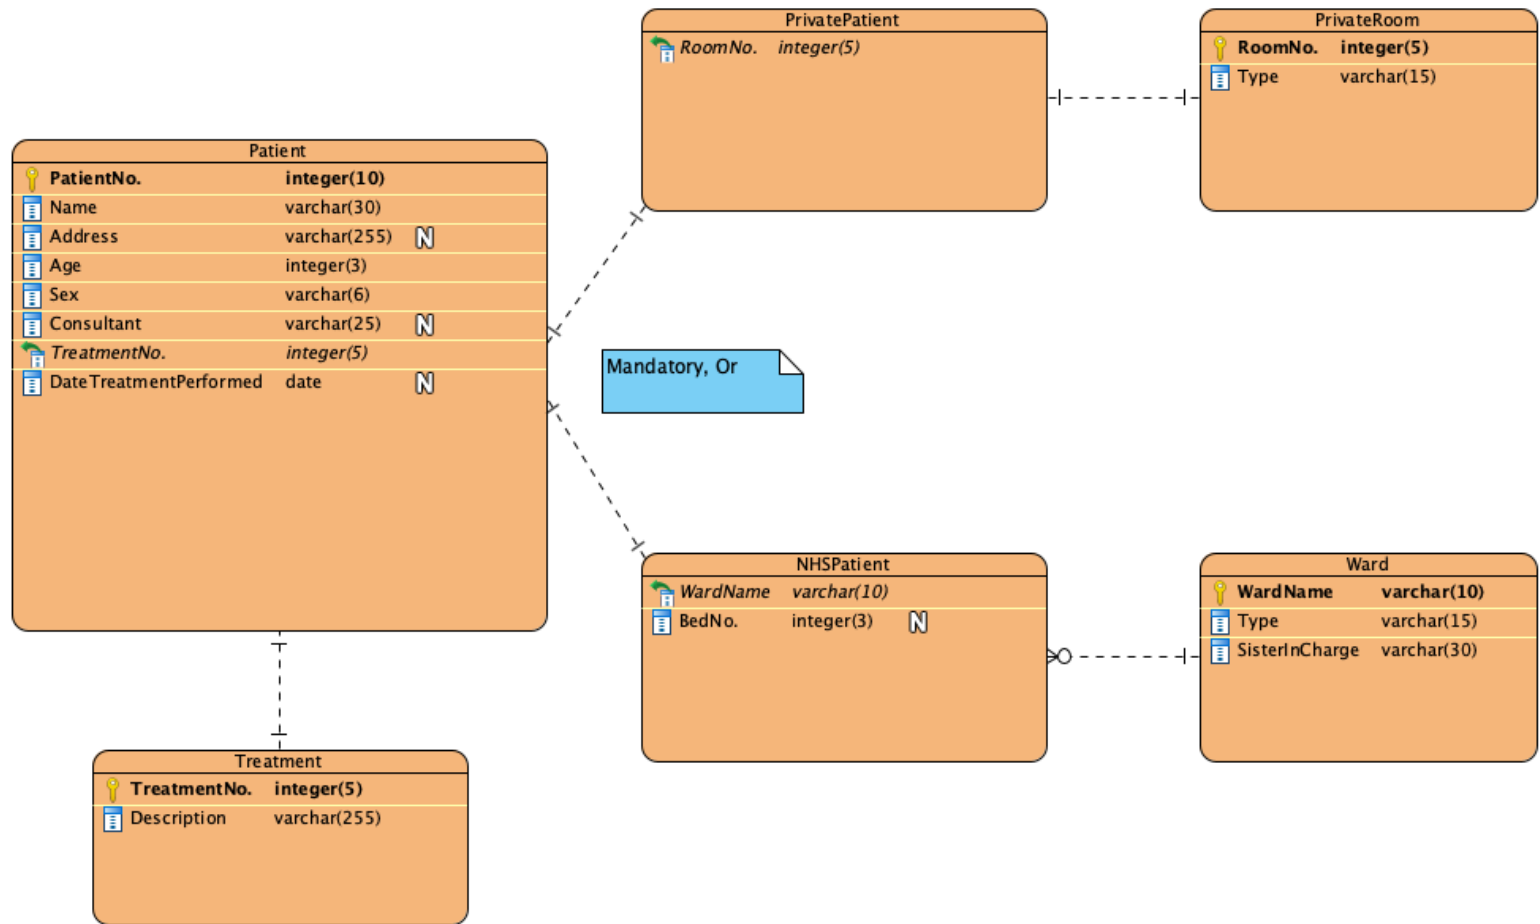 PrivatePatient
RoomNo. integer(5)
PrivateRoom
RoomNo. integer(5)
Type varchar(15)
Patient
PatientNo. integer(10)
Name varchar(30)
Address varchar(255) N
Age integer(3)
Sex varchar(6)
Consultant varchar(25) N
TreatmentNo. integer(5)
DateTreatmentPerformed date N
Mandatory, Or
NHSPatient
WardName varchar(10)
BedNo. integer(3) N
Ward
WardName varchar(10)
Type varchar(15)
SisterInCharge varchar(30)
Treatment
TreatmentNo. integer(5)
Description varchar(255)